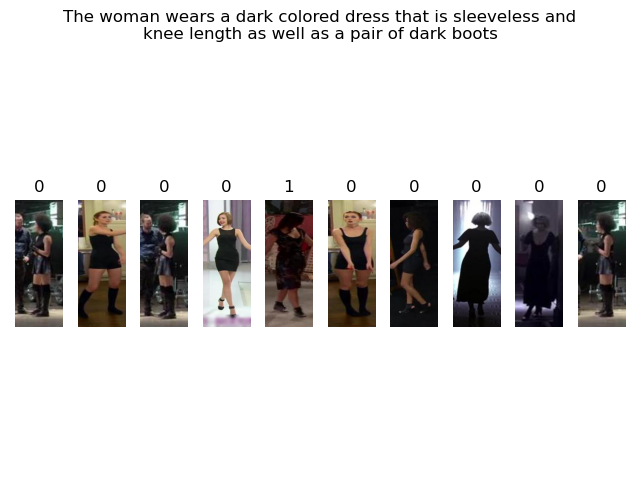 The woman wears a dark colored dress that is sleeveless and
knee length as well as a pair of dark boots
0 0 0 0 1 0 0 0 0 0